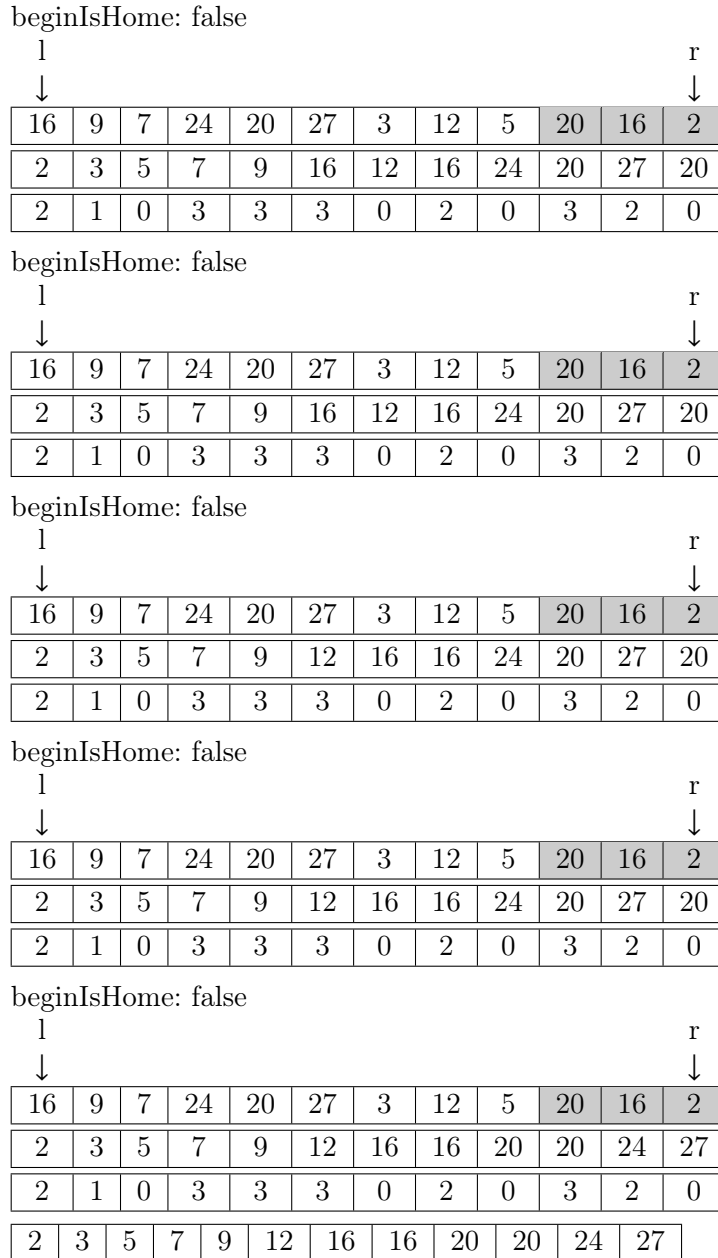 beginIsHome: false
l r
↓ ↓
16 9 7 24 20 27 3 12 5 20 16 2
2 3 5 7 9 16 12 16 24 20 27 20
2 1 0 3 3 3 0 2 0 3 2 0
beginIsHome: false
l r
↓ ↓
16 9 7 24 20 27 3 12 5 20 16 2
2 3 5 7 9 16 12 16 24 20 27 20
2 1 0 3 3 3 0 2 0 3 2 0
beginIsHome: false
l r
↓ ↓
16 9 7 24 20 27 3 12 5 20 16 2
2 3 5 7 9 12 16 16 24 20 27 20
2 1 0 3 3 3 0 2 0 3 2 0
beginIsHome: false
l r
↓ ↓
16 9 7 24 20 27 3 12 5 20 16 2
2 3 5 7 9 12 16 16 24 20 27 20
2 1 0 3 3 3 0 2 0 3 2 0
beginIsHome: false
l r
↓ ↓
16 9 7 24 20 27 3 12 5 20 16 2
2 3 5 7 9 12 16 16 20 20 24 27
2 1 0 3 3 3 0 2 0 3 2 0
2 3 5 7 9 12 16 16 20 20 24 27